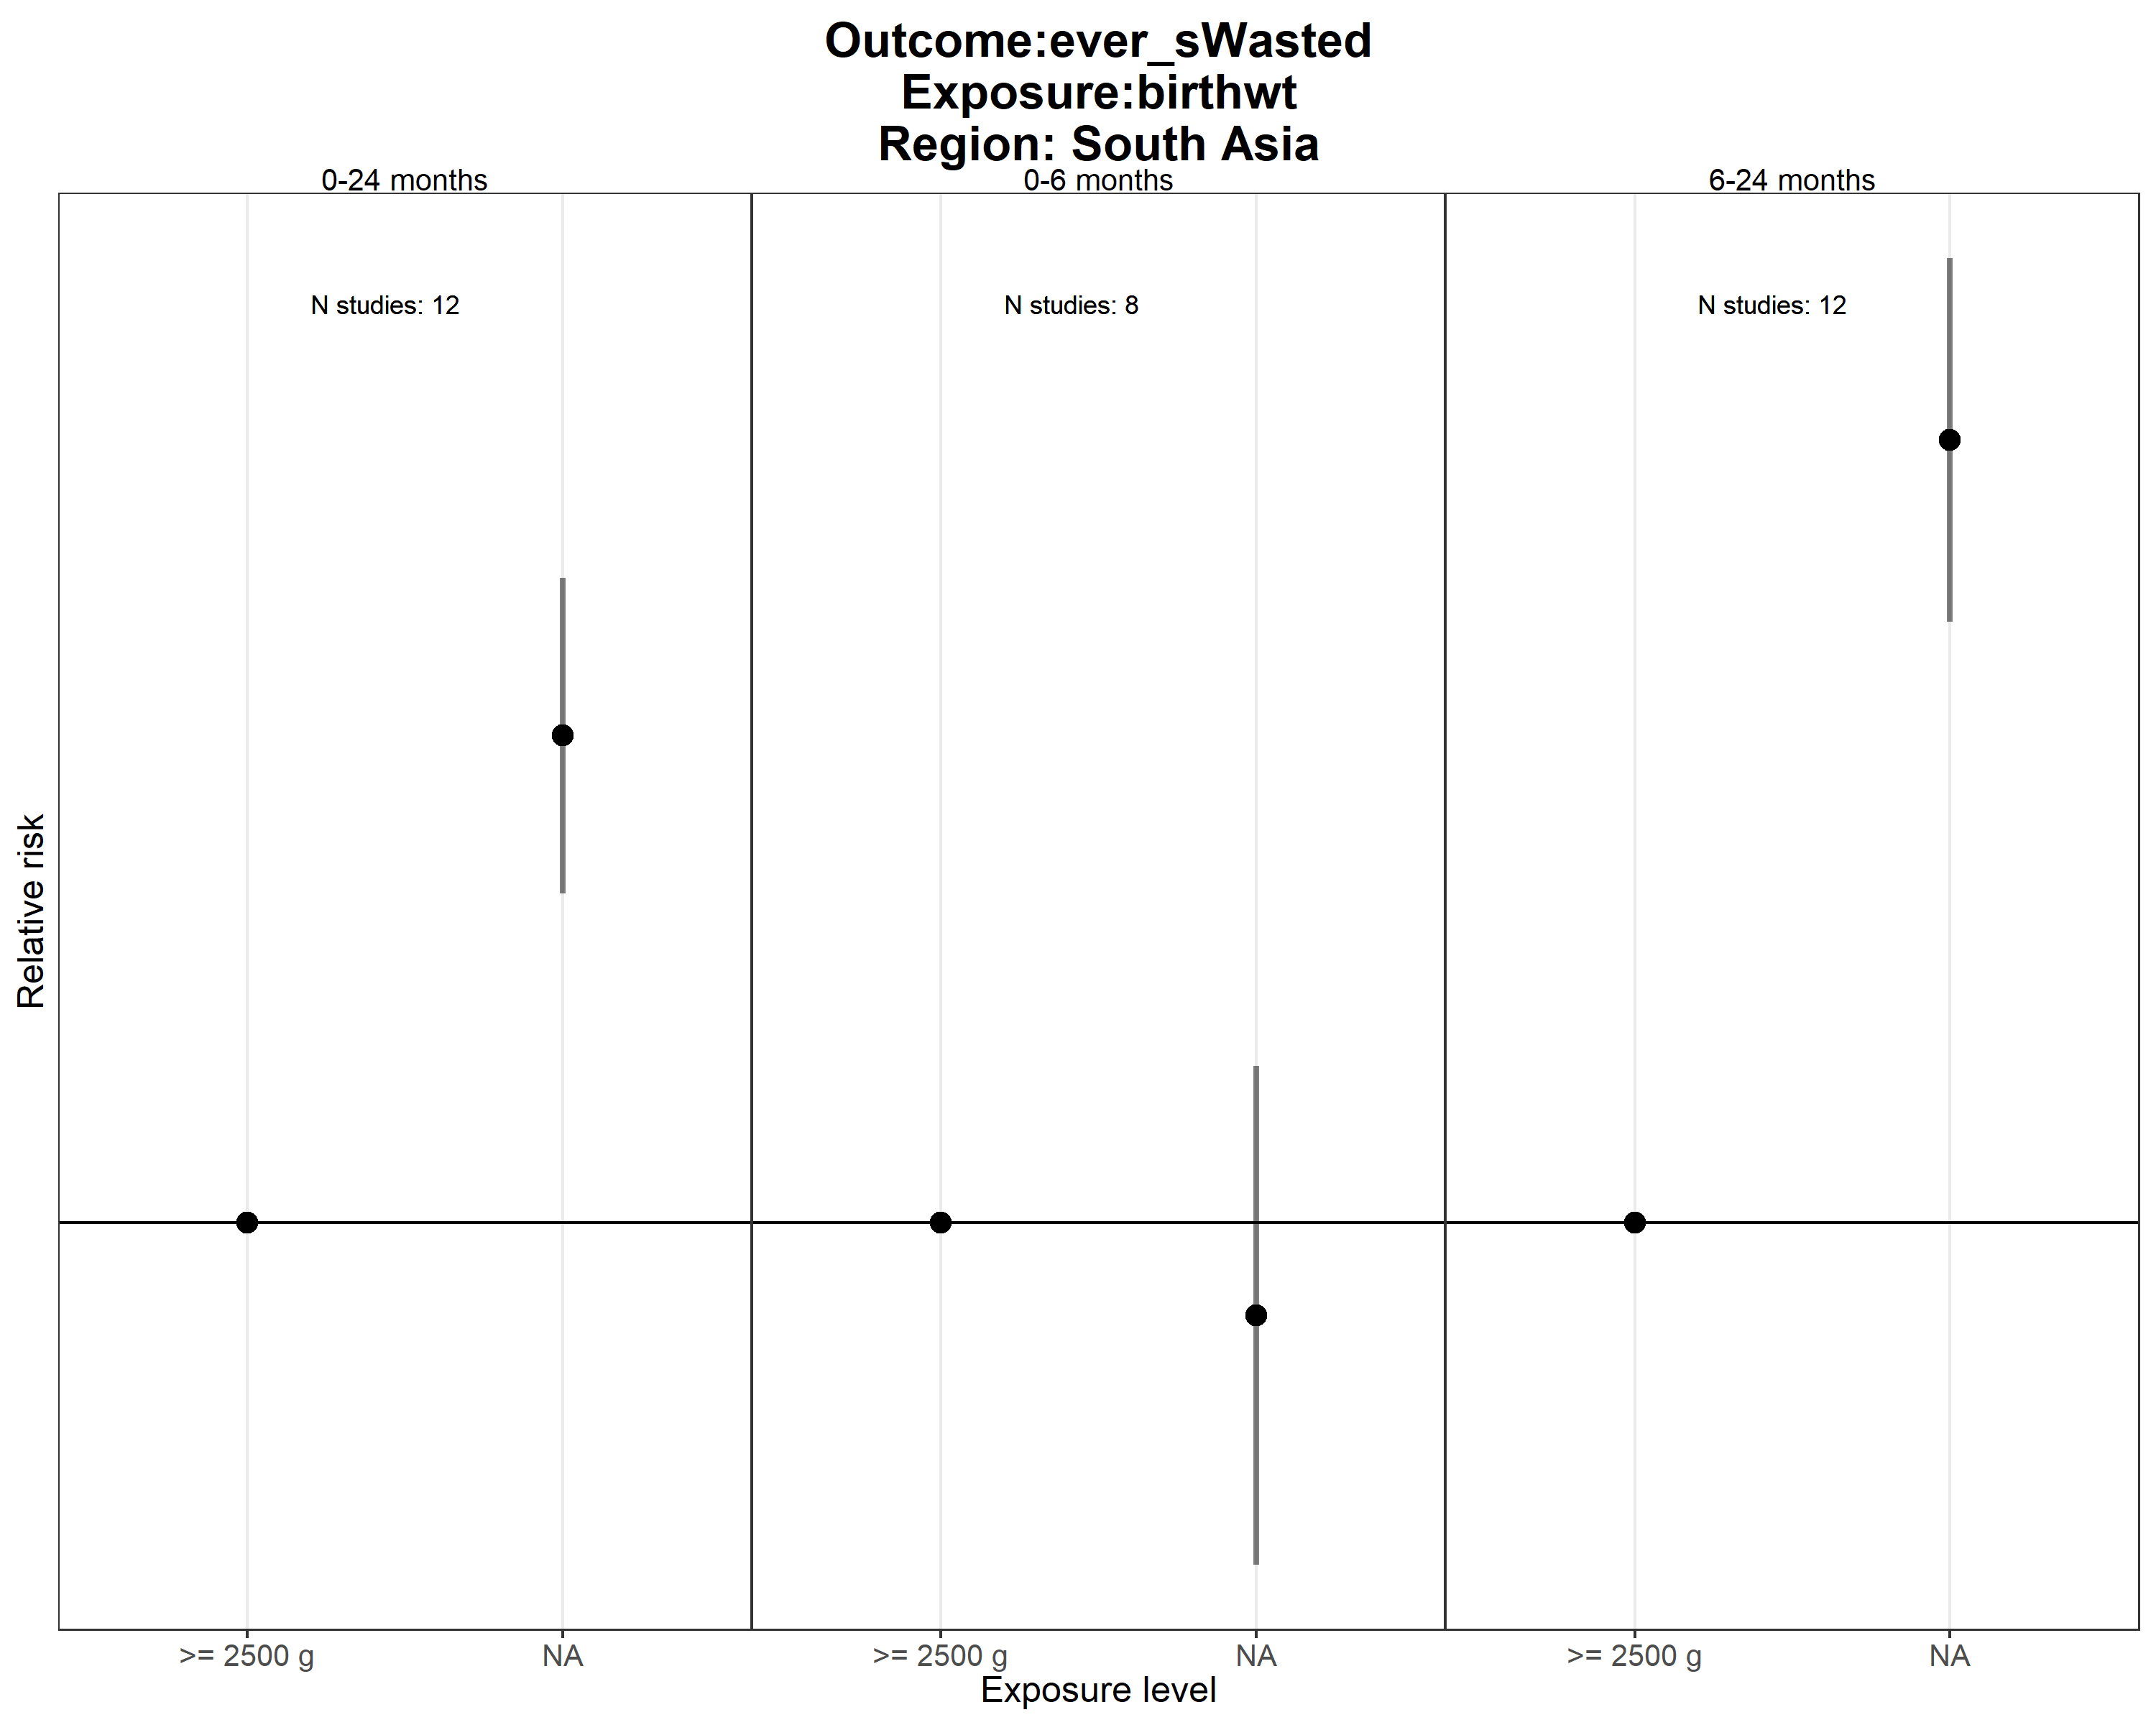 Outcome:ever_sWasted
Exposure:birthwt
Region: South Asia
0-24 months
0-6 months
6-24 months
N studies: 12
N studies: 8
N studies: 12
Relative risk
>= 2500 g
NA
>= 2500 g
NA
>= 2500 g
NA
Exposure level